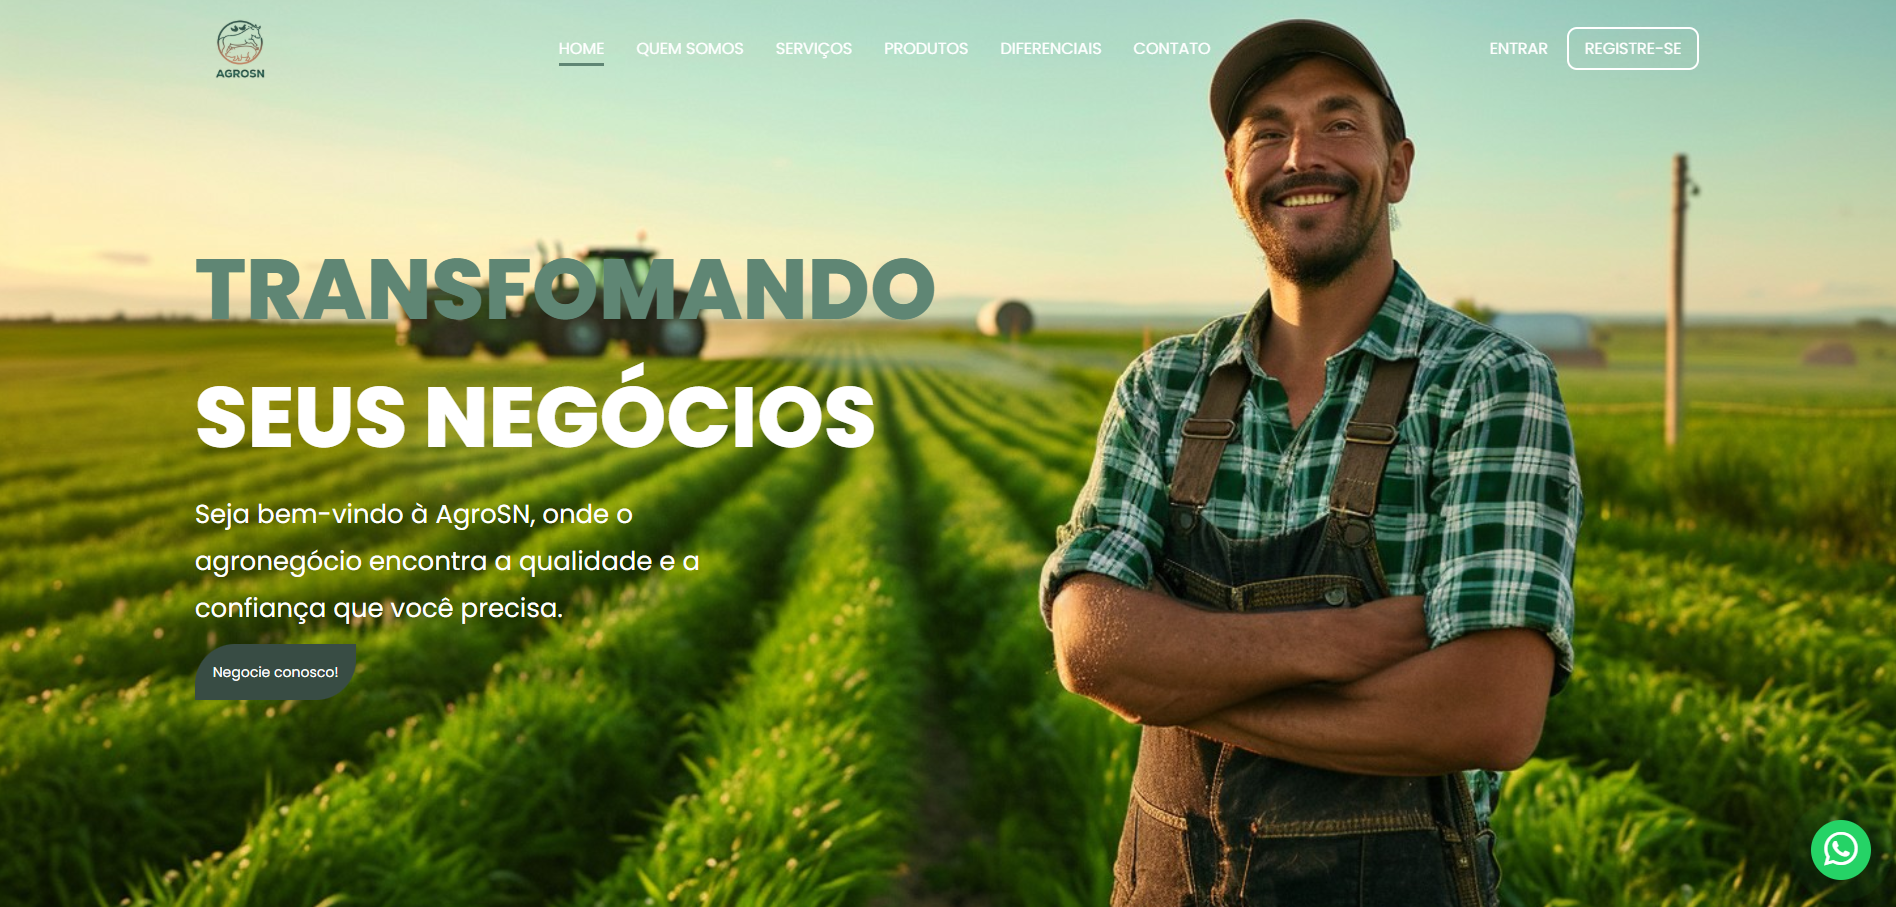 AGROSN
HOME QUEM SOMOS SERVIÇOS PRODUTOS DIFERENCIAIS CONTATO
ENTRAR REGISTRE-SE
TRANSFOMANDO
SEUS NEGÓCIOS
Seja bem-vindo à AgroSN, onde o
agronegócio encontra a qualidade e a
confiança que você precisa.
Negocie conosco!